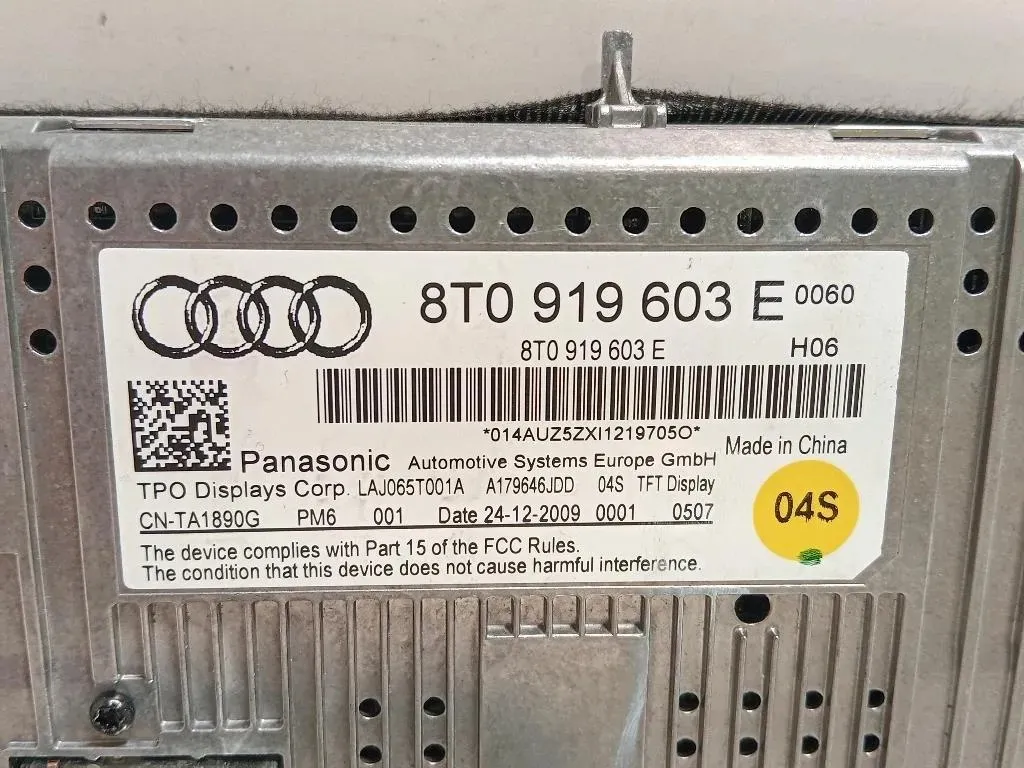 8T0 919 603 E 0060
8T0 919 603 E H06
*014AUZ5ZXI1219705O*
Made in China
Panasonic Automotive Systems Europe GmbH
TPO Displays Corp. LAJ065T001A A179646JDD 04S TFT Display
CN-TA1890G PM6 001 Date 24-12-2009 0001 0507
04S
The device complies with Part 15 of the FCC Rules.
The condition that this device does not cause harmful interference.